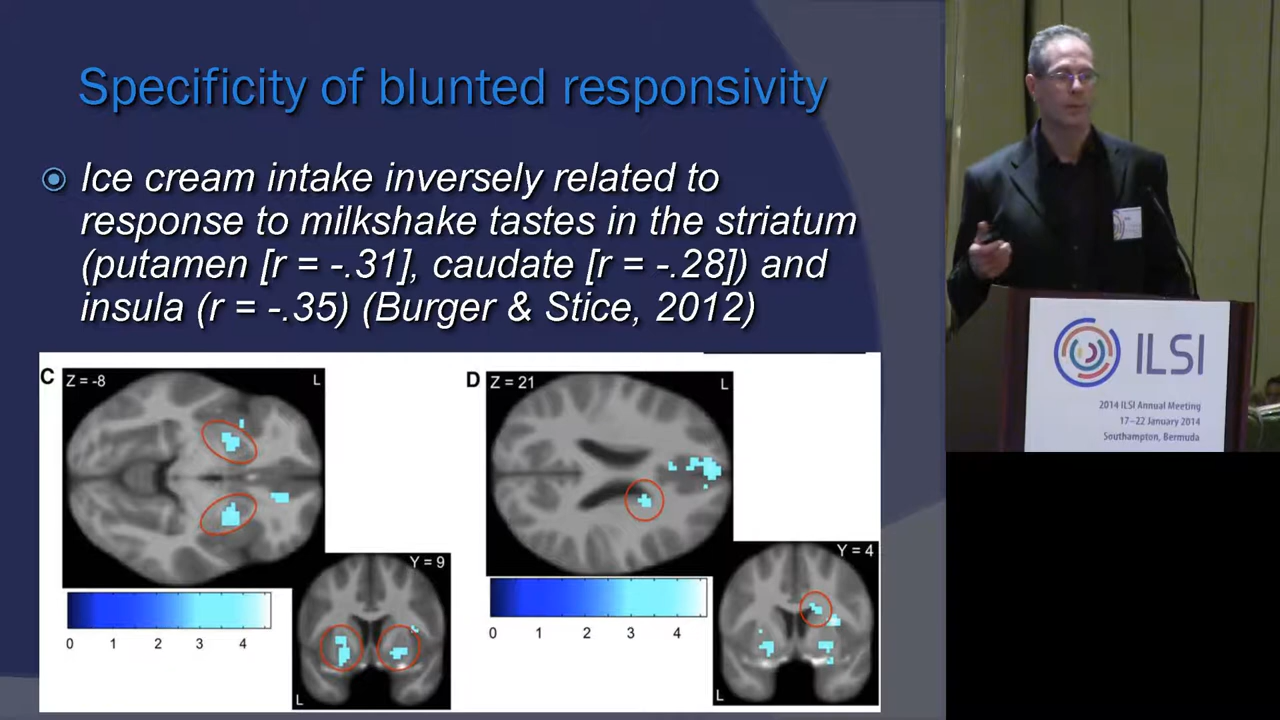 Specificity of blunted responsivity
Ice cream intake inversely related to
response to milkshake tastes in the striatum
(putamen [r = -.31], caudate [r = -.28]) and
insula (r = -.35) (Burger & Stice, 2012)
C
Z = -8
L
D
Z = 21
L
Y = 9
L
Y = 4
L
0 1 2 3 4
0 1 2 3 4
ILSI
2014 ILSI Annual Meeting
17–22 January 2014
Southampton, Bermuda